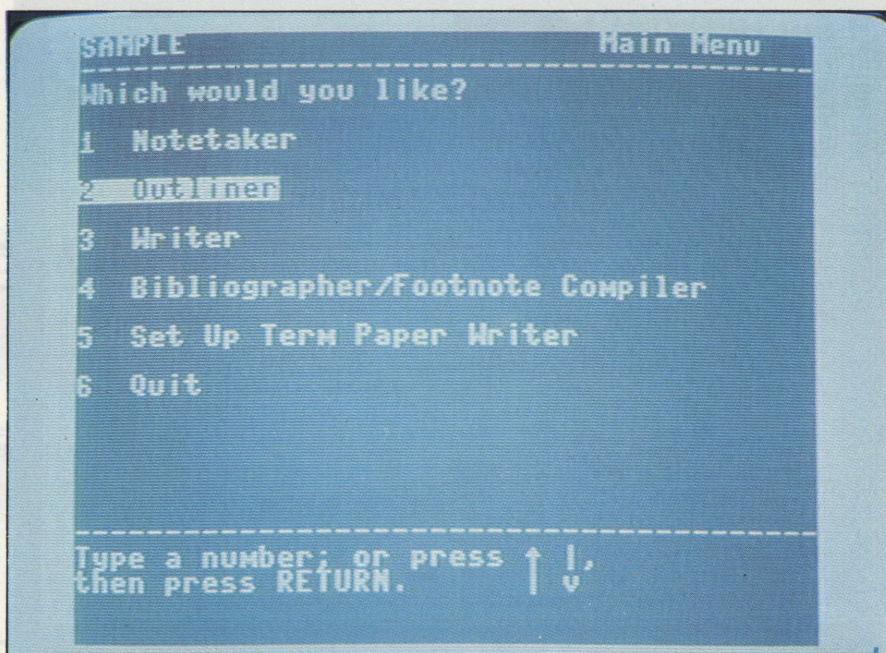 SAMPLE Main Menu
Which would you like?
1 Notetaker
2 Outliner
3 Writer
4 Bibliographer/Footnote Compiler
5 Set Up Term Paper Writer
6 Quit
Type a number; or press ↑ |,
then press RETURN. | v